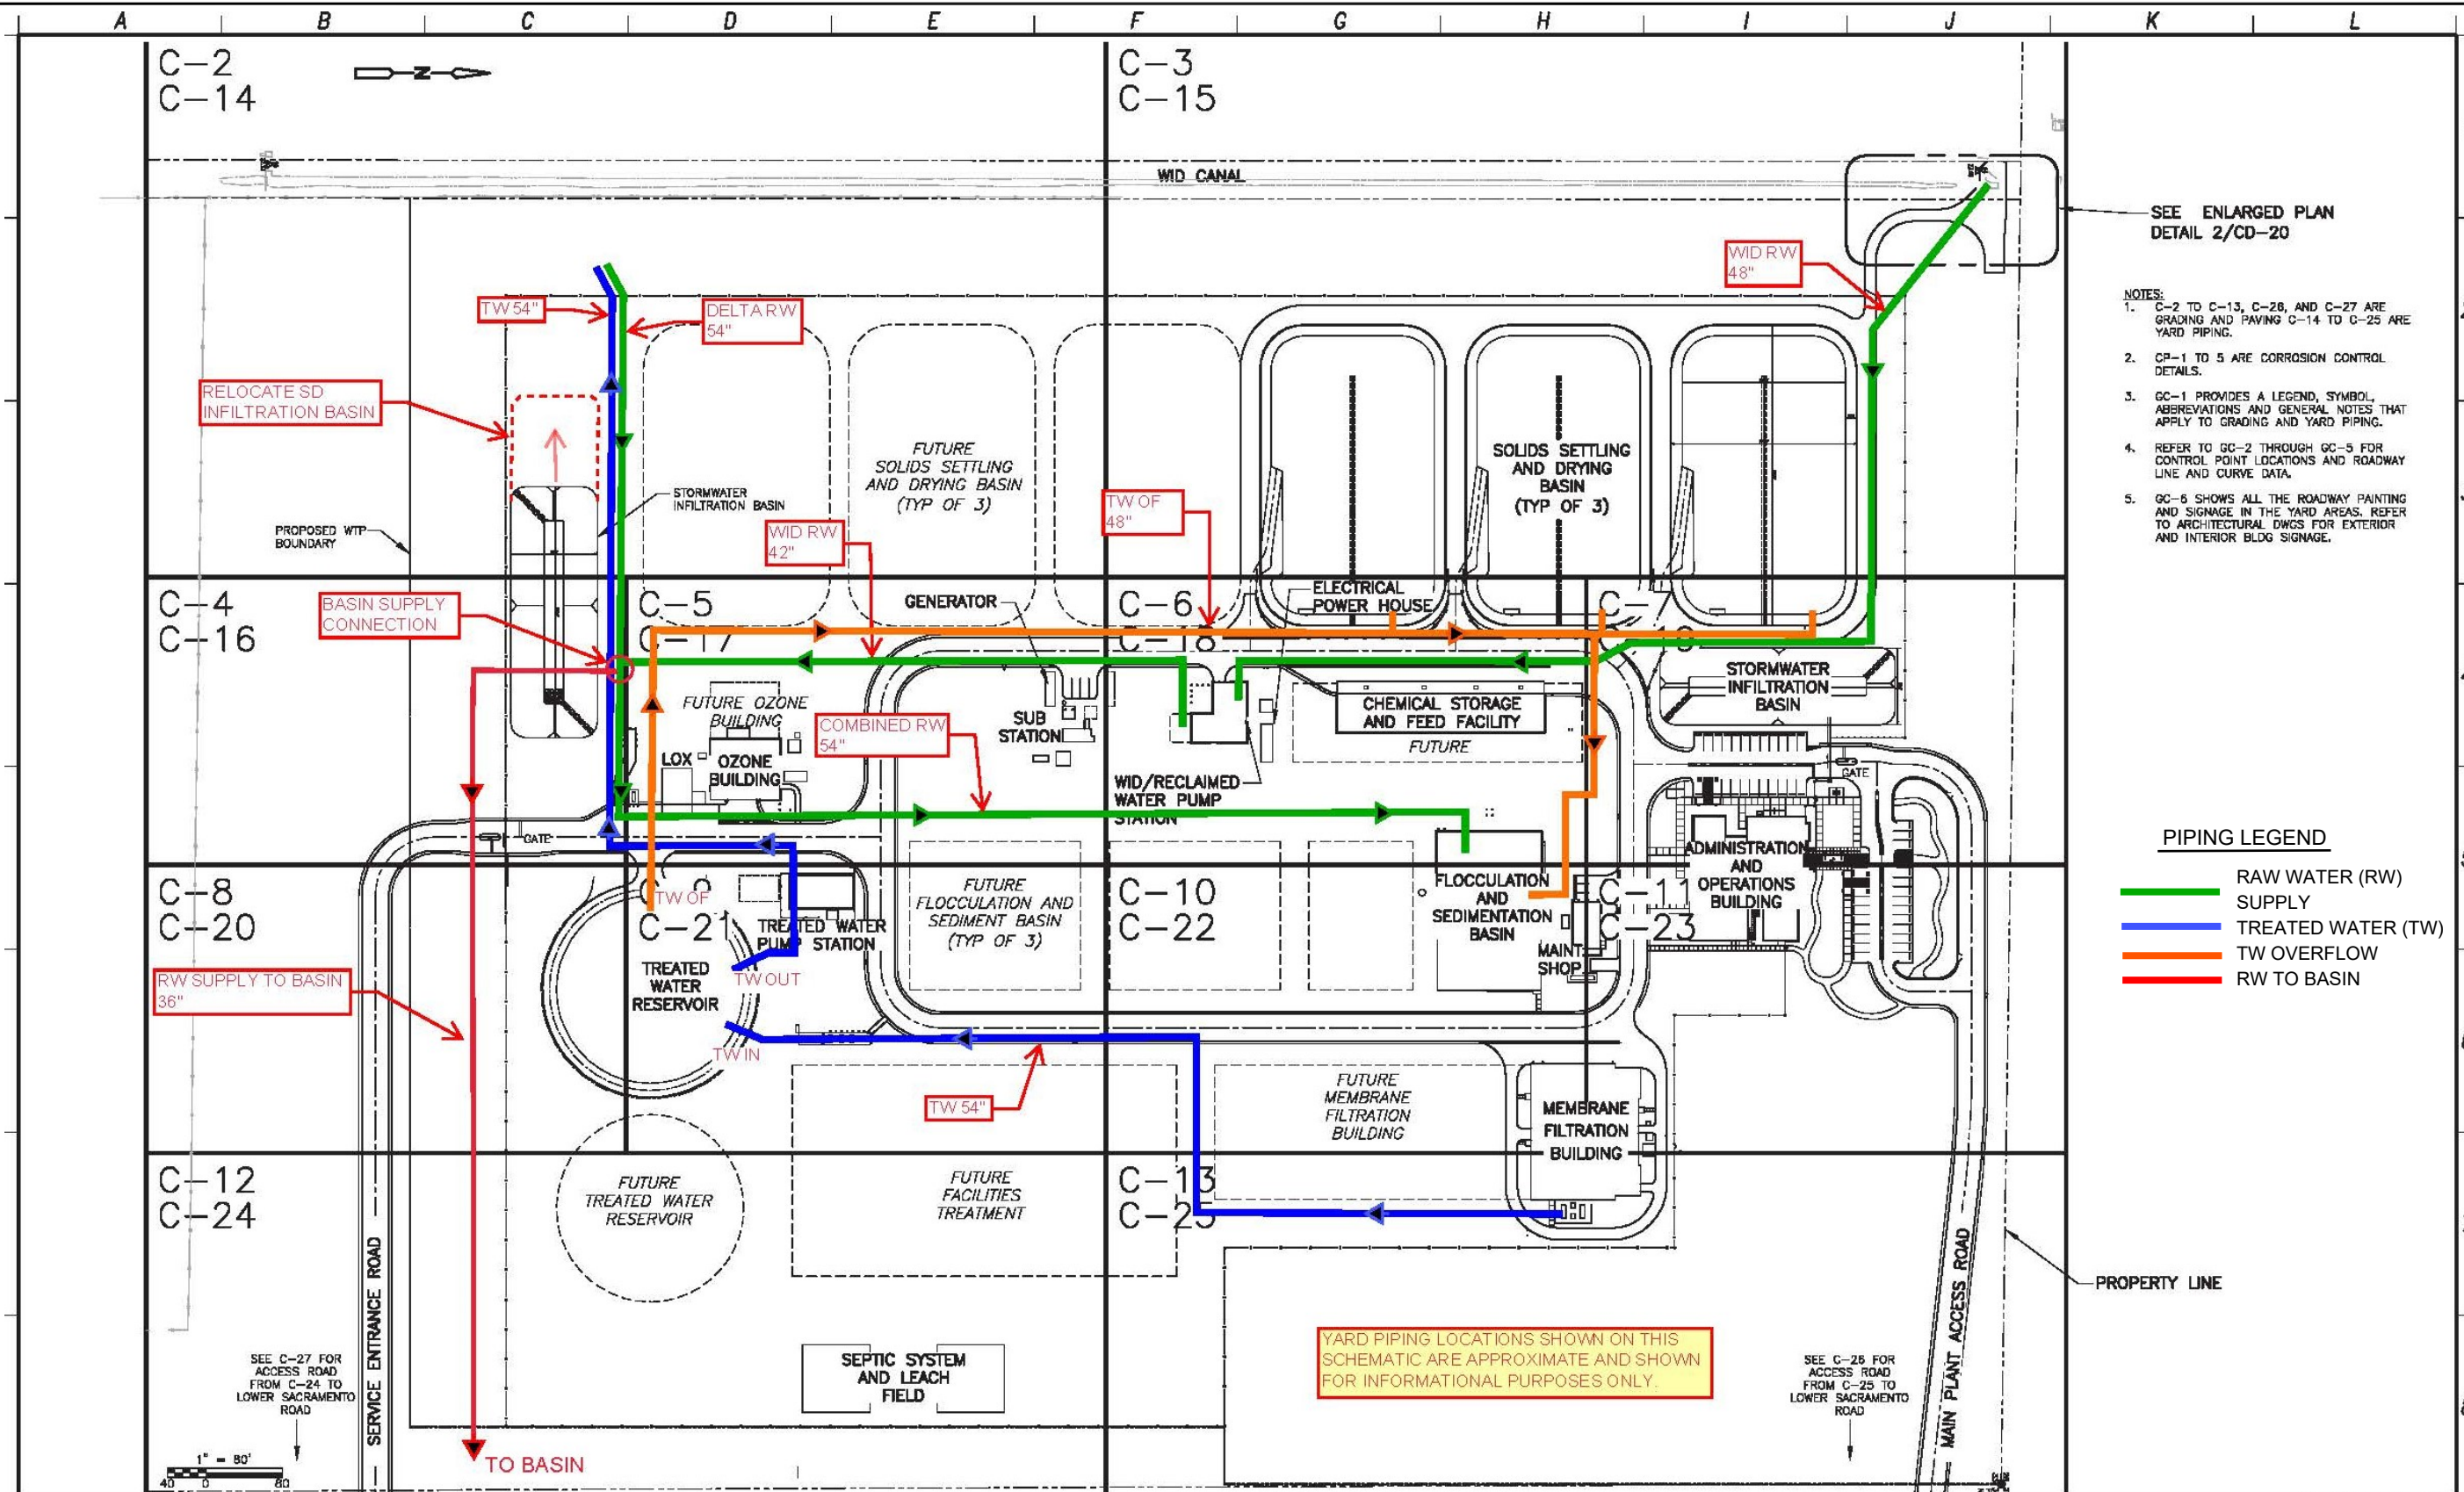 A B C D E F G H I J K L
C-2
C-14
N
C-3
C-15
WID CANAL
SEE ENLARGED PLAN
DETAIL 2/CD-20
WID RW
48"
NOTES:
1. C-2 TO C-13, C-26, AND C-27 ARE
GRADING AND PAVING C-14 TO C-25 ARE
YARD PIPING.
2. CP-1 TO 5 ARE CORROSION CONTROL
DETAILS.
3. GC-1 PROVIDES A LEGEND, SYMBOL,
ABBREVIATIONS AND GENERAL NOTES THAT
APPLY TO GRADING AND YARD PIPING.
4. REFER TO GC-2 THROUGH GC-5 FOR
CONTROL POINT LOCATIONS AND ROADWAY
LINE AND CURVE DATA.
5. GC-6 SHOWS ALL THE ROADWAY PAINTING
AND SIGNAGE IN THE YARD AREAS. REFER
TO ARCHITECTURAL DWGS FOR EXTERIOR
AND INTERIOR BLDG SIGNAGE.
TW 54"
DELTA RW
54"
RELOCATE SD
INFILTRATION BASIN
FUTURE
SOLIDS SETTLING
AND DRYING BASIN
(TYP OF 3)
SOLIDS SETTLING
AND DRYING
BASIN
(TYP OF 3)
STORMWATER
INFILTRATION BASIN
PROPOSED WTP
BOUNDARY
WID RW
42"
TW OF
48"
C-4
C-16
BASIN SUPPLY
CONNECTION
C-5
C-17
GENERATOR
C-6
C-18
ELECTRICAL
POWER HOUSE
STORMWATER
INFILTRATION
BASIN
FUTURE OZONE
BUILDING
COMBINED RW
54"
SUB
STATION
CHEMICAL STORAGE
AND FEED FACILITY
FUTURE
LOX
OZONE
BUILDING
WID/RECLAIMED
WATER PUMP
STATION
GATE
GATE
ADMINISTRATION
AND
OPERATIONS
BUILDING
PIPING LEGEND
RAW WATER (RW)
SUPPLY
TREATED WATER (TW)
TW OVERFLOW
RW TO BASIN
C-8
C-20
TW OF
C-21
TREATED WATER
PUMP STATION
FUTURE
FLOCCULATION AND
SEDIMENT BASIN
(TYP OF 3)
C-10
C-22
FLOCCULATION
AND
SEDIMENTATION
BASIN
C-11
C-23
MAINT
SHOP
RW SUPPLY TO BASIN
36"
TREATED
WATER
RESERVOIR
TW OUT
TW IN
TW 54"
FUTURE
MEMBRANE
FILTRATION
BUILDING
MEMBRANE
FILTRATION
BUILDING
C-12
C-24
FUTURE
TREATED WATER
RESERVOIR
FUTURE
FACILITIES
TREATMENT
C-13
C-25
SERVICE ENTRANCE ROAD
MAIN PLANT ACCESS ROAD
PROPERTY LINE
SEE C-27 FOR
ACCESS ROAD
FROM C-24 TO
LOWER SACRAMENTO
ROAD
SEPTIC SYSTEM
AND LEACH
FIELD
YARD PIPING LOCATIONS SHOWN ON THIS
SCHEMATIC ARE APPROXIMATE AND SHOWN
FOR INFORMATIONAL PURPOSES ONLY.
SEE C-26 FOR
ACCESS ROAD
FROM C-25 TO
LOWER SACRAMENTO
ROAD
1" = 80'
40 0 80
TO BASIN